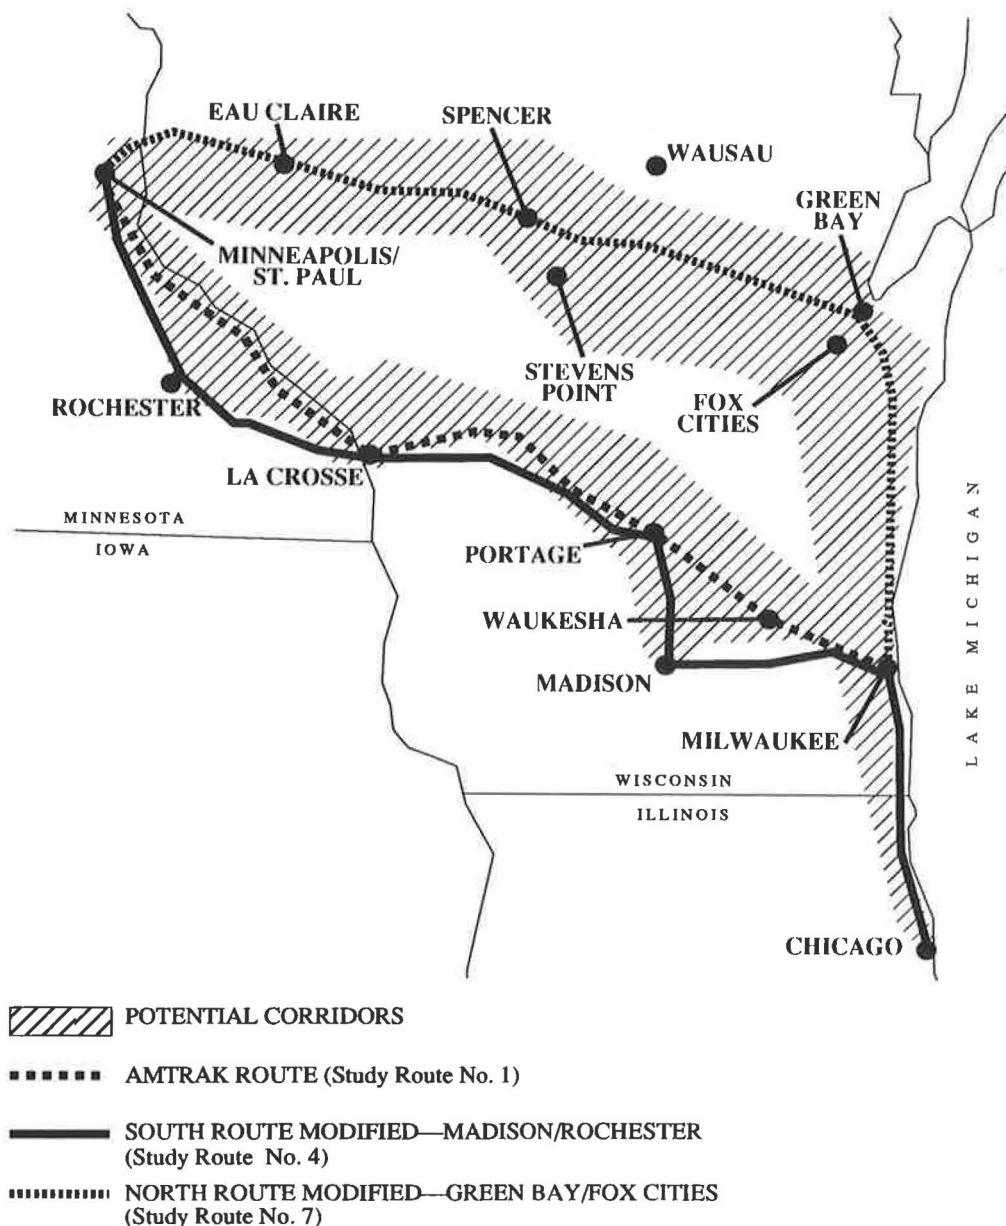 EAU CLAIRE
SPENCER
WAUSAU
GREEN
BAY
MINNEAPOLIS/
ST. PAUL
STEVENS
POINT
FOX
CITIES
ROCHESTER
LA CROSSE
MINNESOTA
IOWA
PORTAGE
WAUKESHA
MADISON
MILWAUKEE
LAKE MICHIGAN
WISCONSIN
ILLINOIS
CHICAGO
POTENTIAL CORRIDORS
AMTRAK ROUTE (Study Route No. 1)
SOUTH ROUTE MODIFIED—MADISON/ROCHESTER
(Study Route No. 4)
NORTH ROUTE MODIFIED—GREEN BAY/FOX CITIES
(Study Route No. 7)